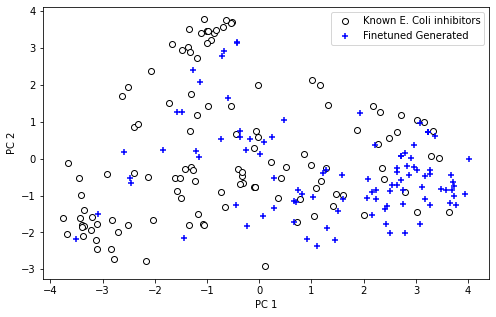 Known E. Coli inhibitors
Finetuned Generated
4
3
2
1
0
−1
−2
−3
PC 2
−4 −3 −2 −1 0 1 2 3 4
PC 1